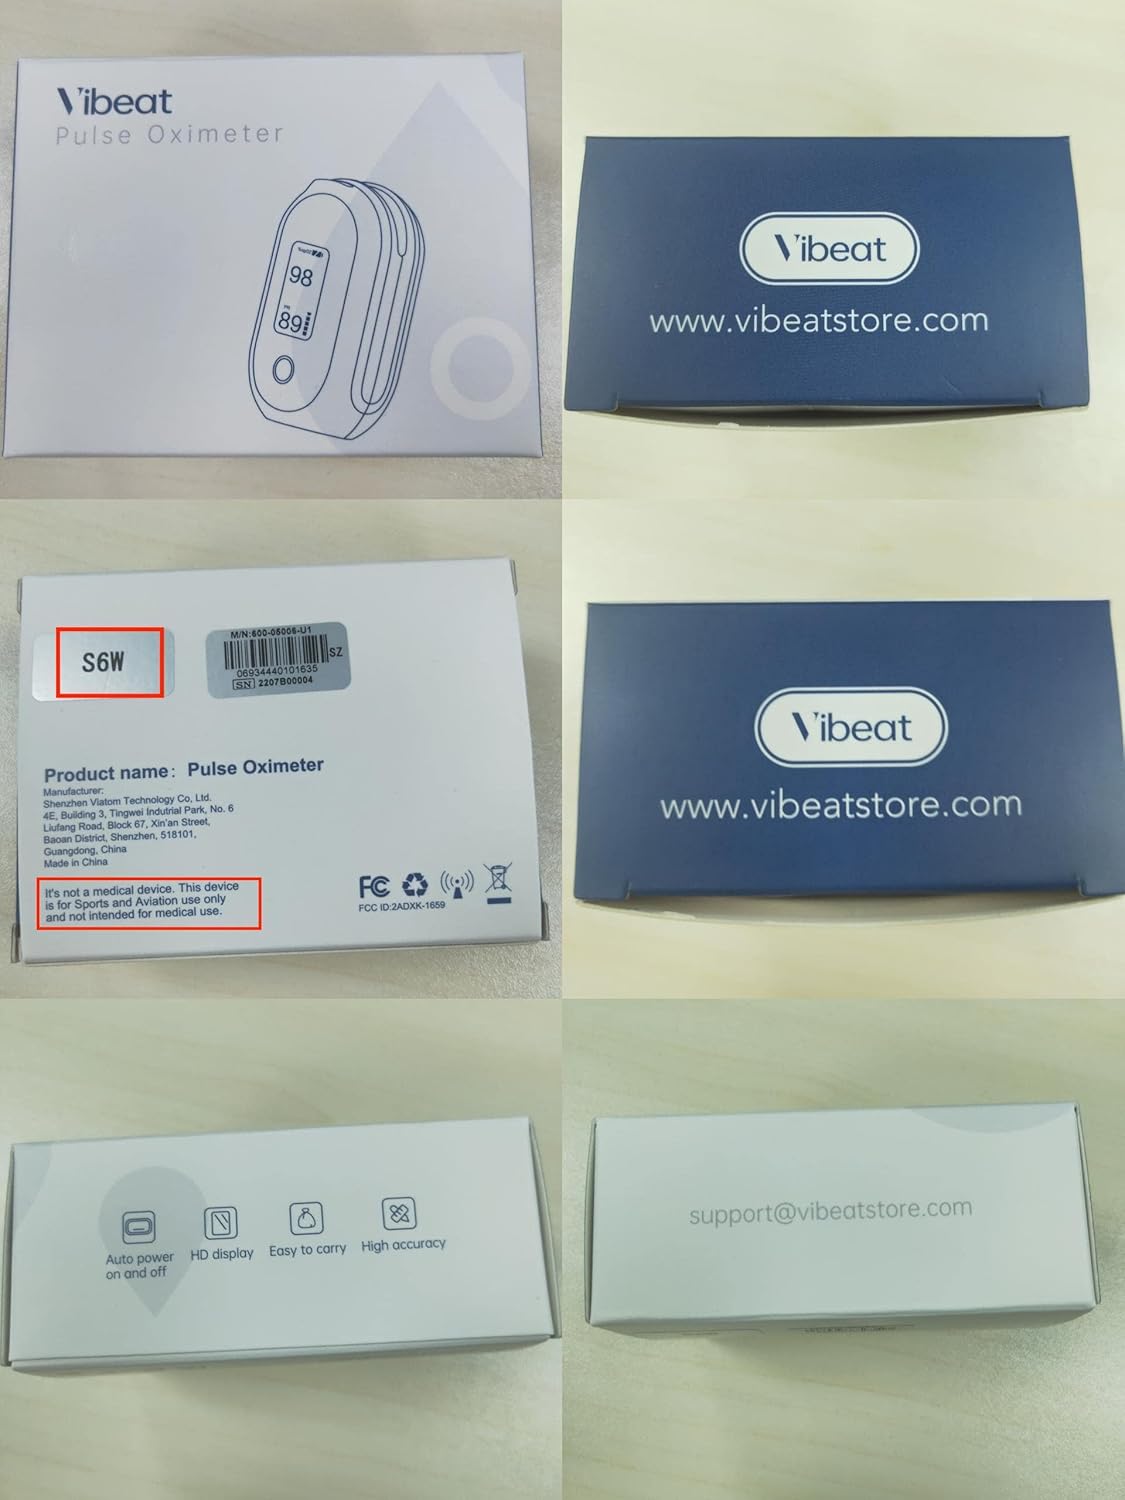 Vibeat
Pulse Oximeter
98
89
Vibeat
www.vibeatstore.com
S6W
M/N:600-05006-U1
SZ
06934440101635
SN 2207B00004
Product name: Pulse Oximeter
Manufacturer:
Shenzhen Viatom Technology Co, Ltd.
4E, Building 3, Tingwei Indutrial Park, No. 6
Liufang Road, Block 67, Xin'an Street,
Baoan District, Shenzhen, 518101,
Guangdong, China
Made in China
It's not a medical device. This device
is for Sports and Aviation use only
and not intended for medical use.
FC
FCC ID:2ADXK-1659
Vibeat
www.vibeatstore.com
Auto power
on and off
HD display
Easy to carry
High accuracy
support@vibeatstore.com